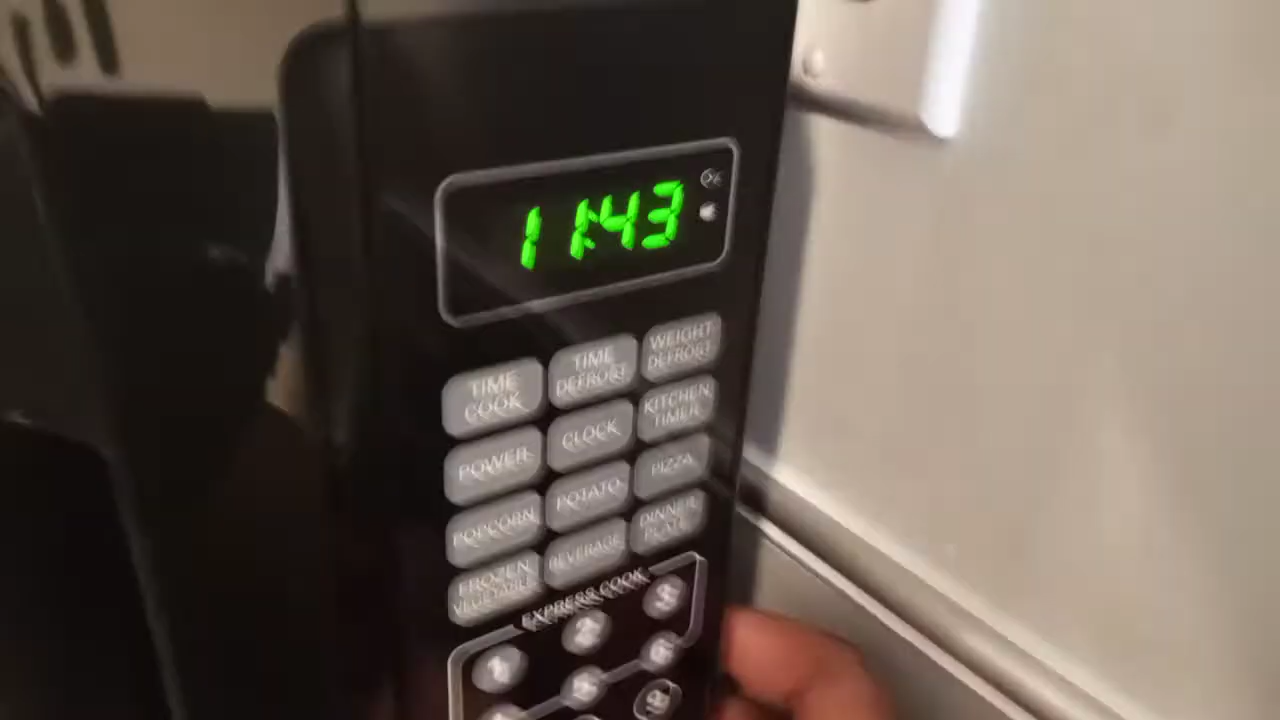 11:43
TIME COOK
TIME DEFROST
WEIGHT DEFROST
POWER
CLOCK
KITCHEN TIMER
POPCORN
POTATO
PIZZA
FROZEN VEGETABLE
BEVERAGE
DINNER PLATE
EXPRESS COOK
1
2
3
5
6